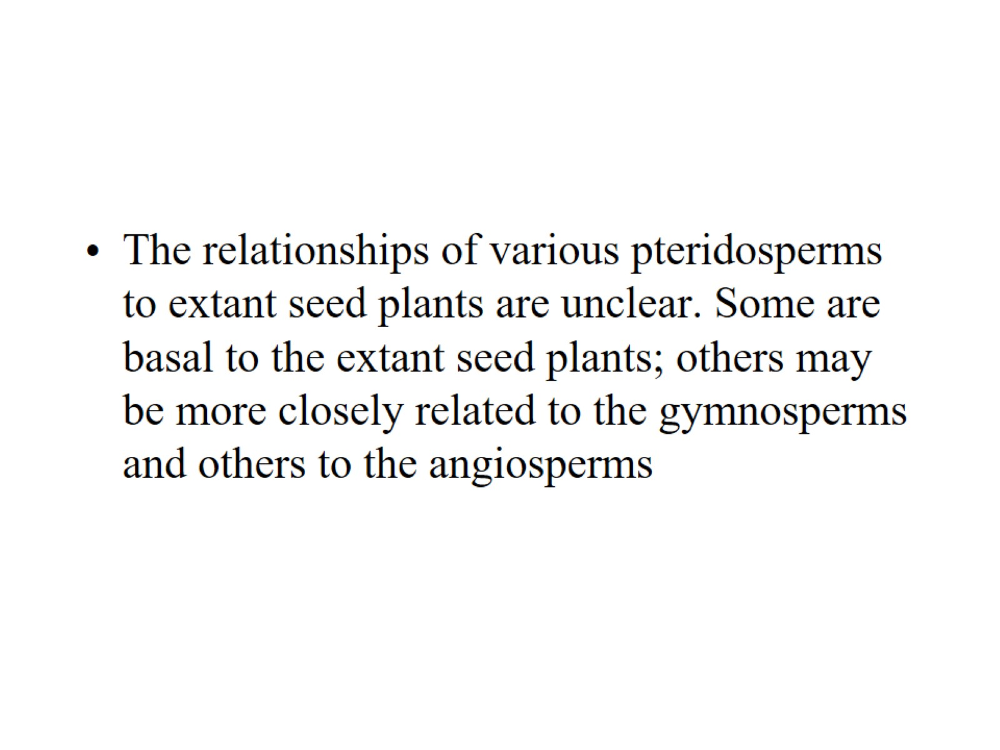 • The relationships of various pteridosperms
to extant seed plants are unclear. Some are
basal to the extant seed plants; others may
be more closely related to the gymnosperms
and others to the angiosperms